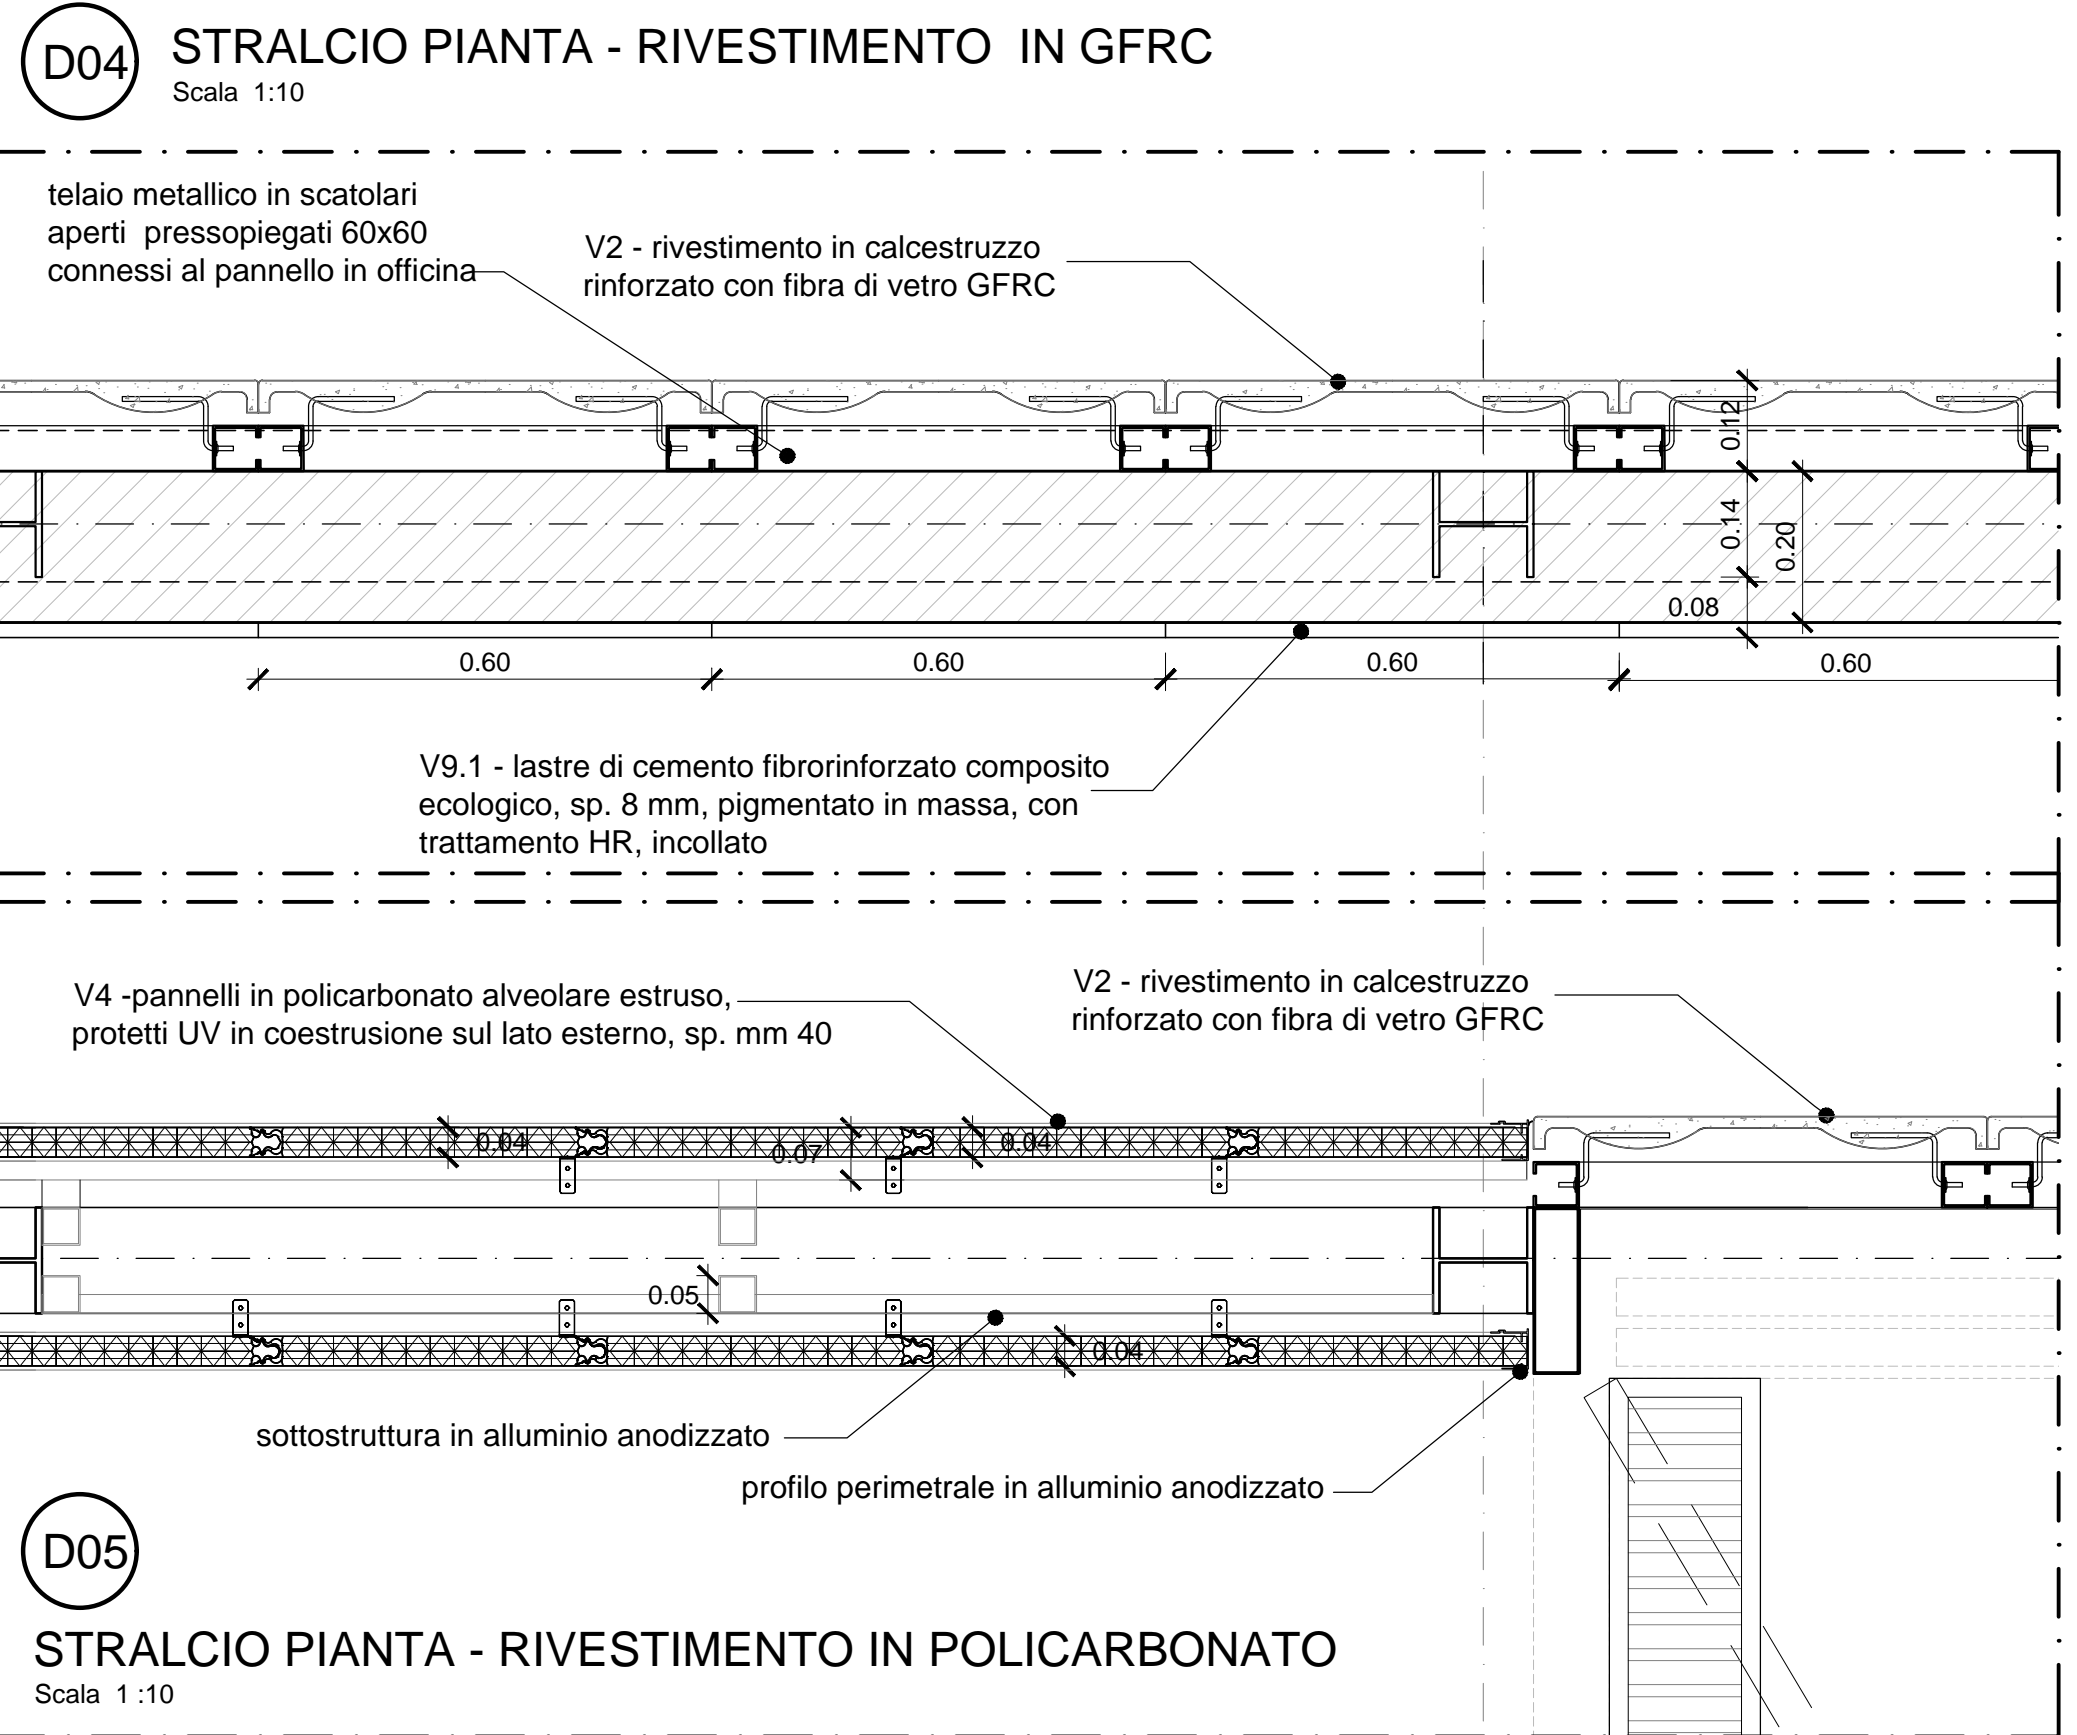 D04
STRALCIO PIANTA - RIVESTIMENTO  IN GFRC
Scala  1:10
telaio metallico in scatolari
aperti  pressopiegati 60x60
connessi al pannello in officina
V2 - rivestimento in calcestruzzo
rinforzato con fibra di vetro GFRC
0.12
0.14
0.20
0.08
0.60
0.60
0.60
0.60
V9.1 - lastre di cemento fibrorinforzato composito
ecologico, sp. 8 mm, pigmentato in massa, con
trattamento HR, incollato
V4 -pannelli in policarbonato alveolare estruso,
protetti UV in coestrusione sul lato esterno, sp. mm 40
V2 - rivestimento in calcestruzzo
rinforzato con fibra di vetro GFRC
0.04
0.07
0.04
0.05
0.04
sottostruttura in alluminio anodizzato
profilo perimetrale in alluminio anodizzato
D05
STRALCIO PIANTA - RIVESTIMENTO IN POLICARBONATO
Scala  1 :10